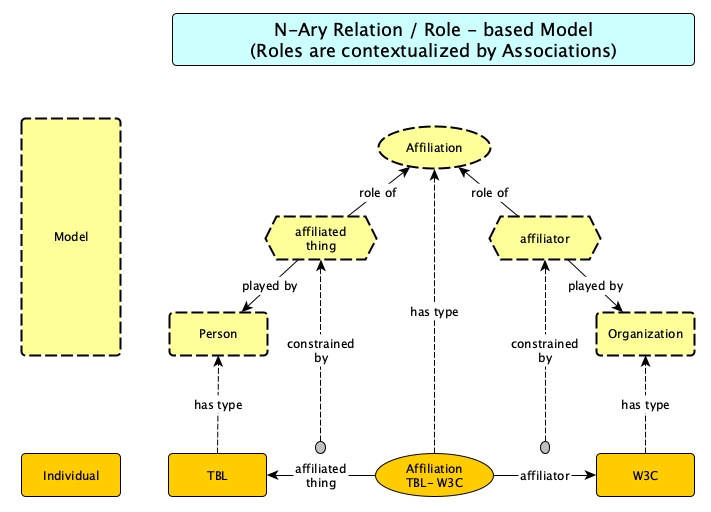 N-Ary Relation / Role - based Model
(Roles are contextualized by Associations)
Affiliation
role of
role of
Model
affiliated
thing
affiliator
played by
played by
has type
Person
Organization
constrained
by
constrained
by
has type
has type
Individual
TBL
affiliated
thing
Affiliation
TBL-W3C
affiliator
W3C